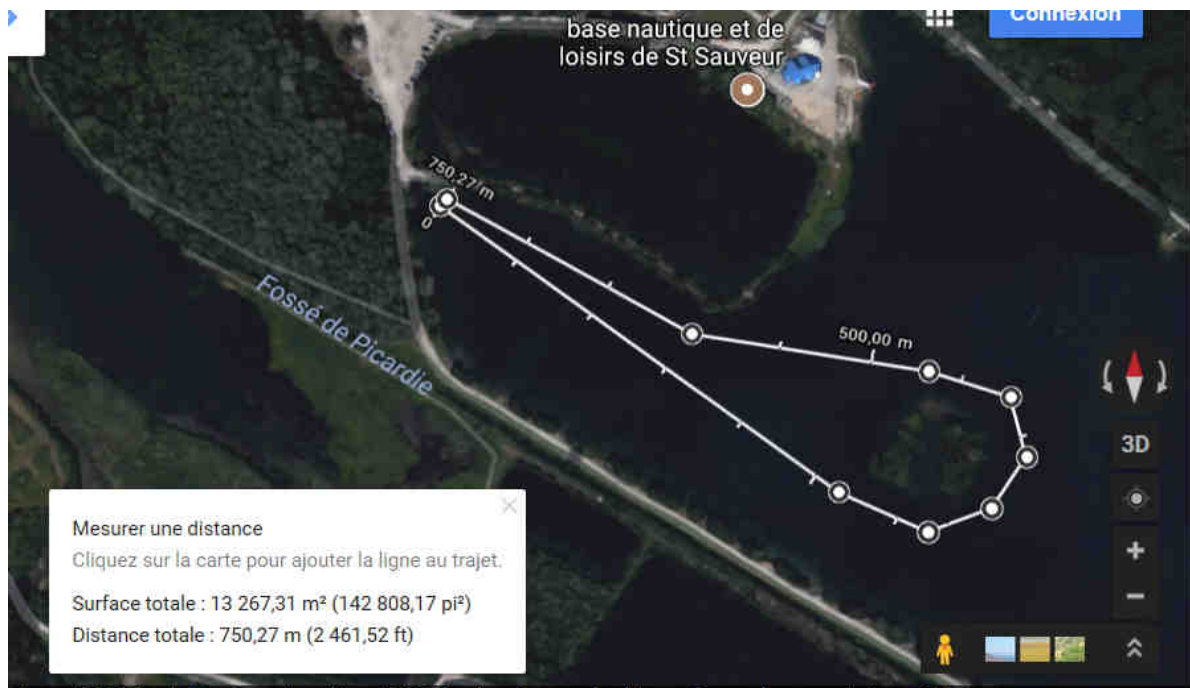 Connexion
base nautique et de
loisirs de St Sauveur
750,27 m
0
500,00 m
Fossé de Picardie
3D
Mesurer une distance
Cliquez sur la carte pour ajouter la ligne au trajet.
Surface totale : 13 267,31 m² (142 808,17 pi²)
Distance totale : 750,27 m (2 461,52 ft)